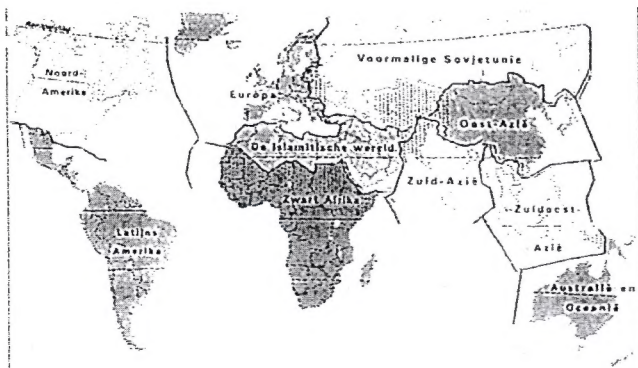 Noord-
Amerika
Europa
Voormalige Sovjetunie
Oost-Azië
De Islamitische wereld
Zuid-Azië
Zwart Afrika
Zuidoost-
Azië
Latijns
Amerika
Australië en
Oceanië